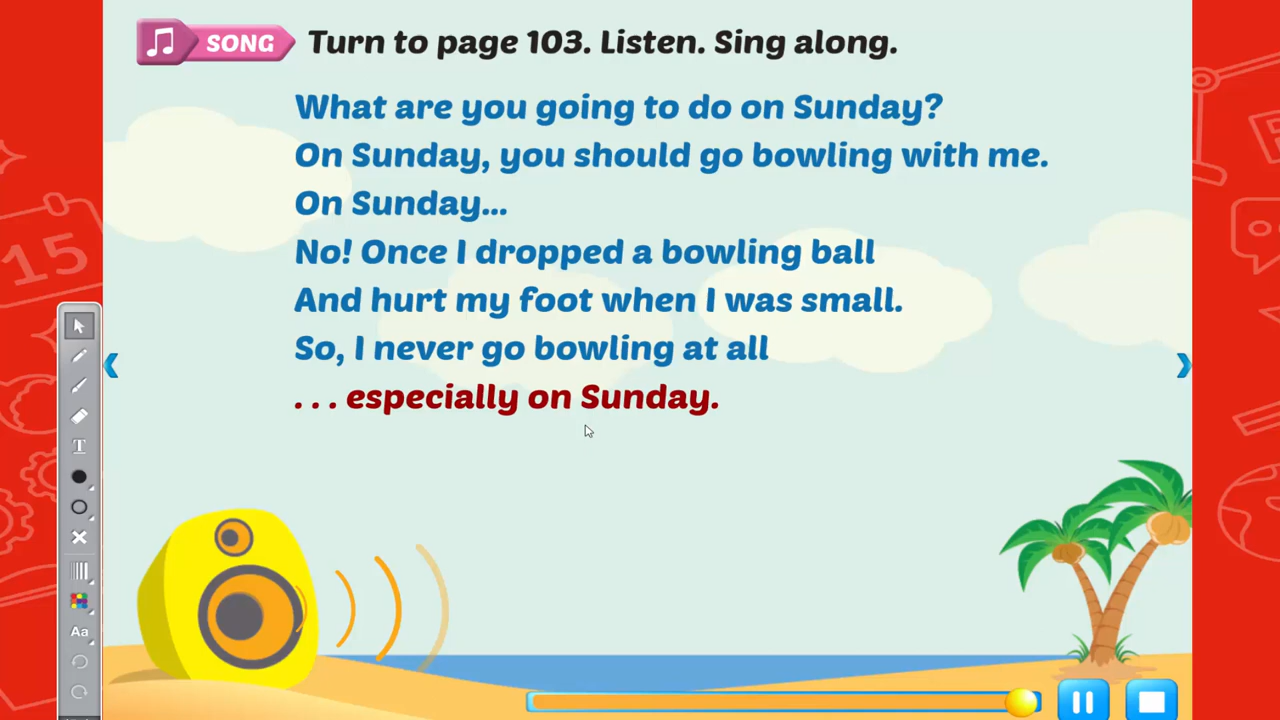 SONG Turn to page 103. Listen. Sing along.
What are you going to do on Sunday?
On Sunday, you should go bowling with me.
On Sunday...
No! Once I dropped a bowling ball
And hurt my foot when I was small.
So, I never go bowling at all
. . . especially on Sunday.
15
T
Aa